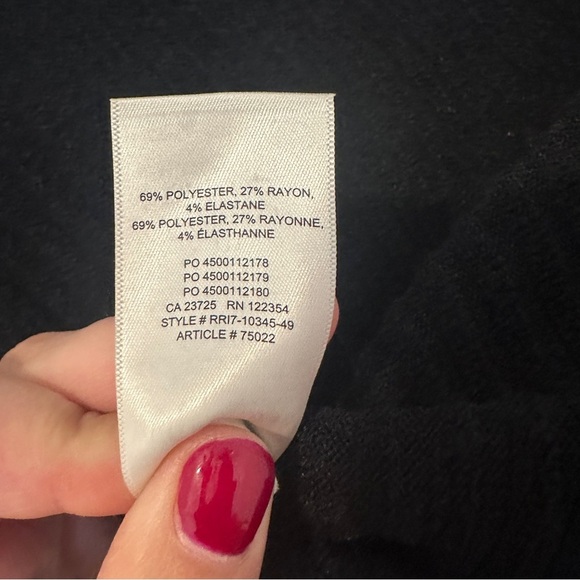 69% POLYESTER, 27% RAYON,
4% ELASTANE
69% POLYESTER, 27% RAYONNE,
4% ÉLASTHANNE
PO 4500112178
PO 4500112179
PO 4500112180
CA 23725 RN 122354
STYLE # RRI7-10345-49
ARTICLE # 75022